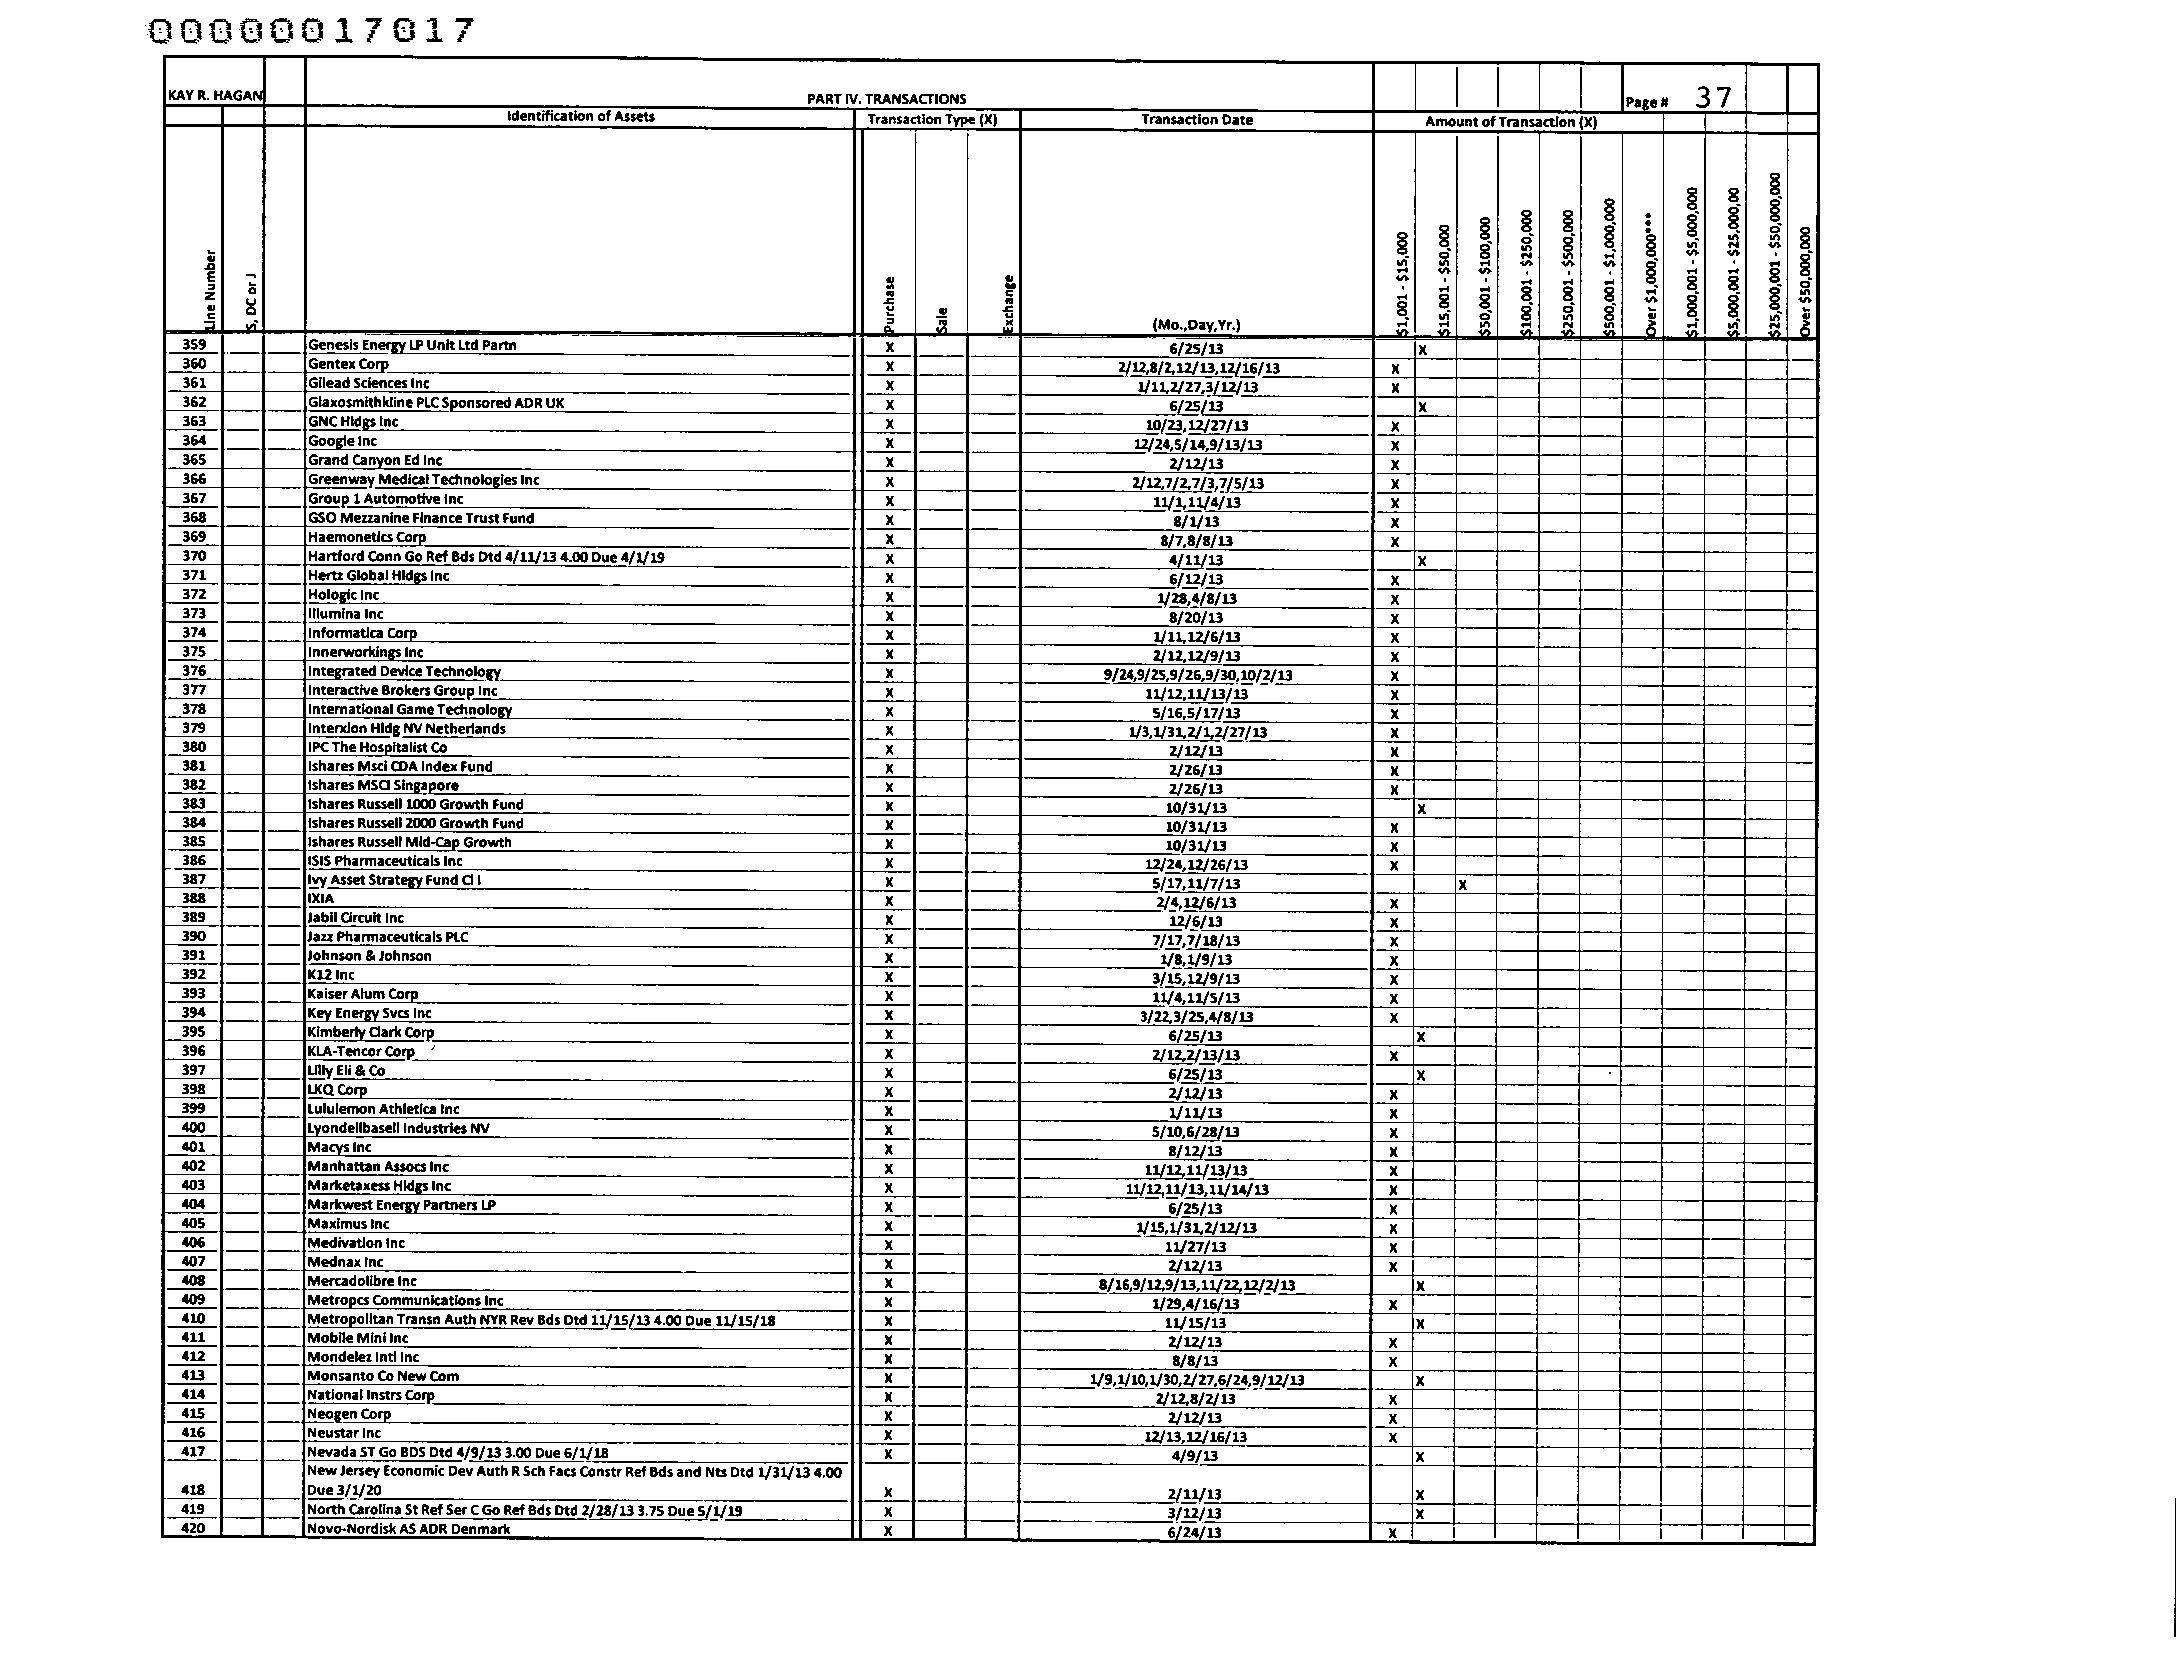 00000017017
KAY R. HAGAN PART IV. TRANSACTIONS Page # 37
Identification of Assets Transaction Type (X) Transaction Date Amount of Transaction (X)
Line Number S, DC or J Purchase Sale Exchange (Mo.,Day,Yr.) $1,001 - $15,000 $15,001 - $50,000 $50,001 - $100,000 $100,001 - $250,000 $250,001 - $500,000 $500,001 - $1,000,000 Over $1,000,000*** $1,000,001 - $5,000,000 $5,000,001 - $25,000,00 $25,000,001 - $50,000,000 Over $50,000,000
359 Genesis Energy LP Unit Ltd Partn X 6/25/13 X
360 Gentex Corp X 2/12,8/2,12/13,12/16/13 X
361 Gilead Sciences Inc X 1/11,2/27,3/12/13 X
362 Glaxosmithkline PLC Sponsored ADR UK X 6/25/13 X
363 GNC Hldgs Inc X 10/23,12/27/13 X
364 Google Inc X 12/24,5/14,9/13/13 X
365 Grand Canyon Ed Inc X 2/12/13 X
366 Greenway Medical Technologies Inc X 2/12,7/2,7/3,7/5/13 X
367 Group 1 Automotive Inc X 11/1,11/4/13 X
368 GSO Mezzanine Finance Trust Fund X 8/1/13 X
369 Haemonetics Corp X 8/7,8/8/13 X
370 Hartford Conn Go Ref Bds Dtd 4/11/13 4.00 Due 4/1/19 X 4/11/13 X
371 Hertz Global Hldgs Inc X 6/12/13 X
372 Hologic Inc X 1/28,4/8/13 X
373 Illumina Inc X 8/20/13 X
374 Informatica Corp X 1/11,12/6/13 X
375 Innerworkings Inc X 2/12,12/9/13 X
376 Integrated Device Technology X 9/24,9/25,9/26,9/30,10/2/13 X
377 Interactive Brokers Group Inc X 11/12,11/13/13 X
378 International Game Technology X 5/16,5/17/13 X
379 Interxion Hldg NV Netherlands X 1/3,1/31,2/1,2/27/13 X
380 IPC The Hospitalist Co X 2/12/13 X
381 Ishares Msci CDA Index Fund X 2/26/13 X
382 Ishares MSCI Singapore X 2/26/13 X
383 Ishares Russell 1000 Growth Fund X 10/31/13 X
384 Ishares Russell 2000 Growth Fund X 10/31/13 X
385 Ishares Russell Mid-Cap Growth X 10/31/13 X
386 ISIS Pharmaceuticals Inc X 12/24,12/26/13 X
387 Ivy Asset Strategy Fund Cl I X 5/17,11/7/13 X
388 IXIA X 2/4,12/6/13 X
389 Jabil Circuit Inc X 12/6/13 X
390 Jazz Pharmaceuticals PLC X 7/17,7/18/13 X
391 Johnson & Johnson X 1/8,1/9/13 X
392 K12 Inc X 3/15,12/9/13 X
393 Kaiser Alum Corp X 11/4,11/5/13 X
394 Key Energy Svcs Inc X 3/22,3/25,4/8/13 X
395 Kimberly Clark Corp X 6/25/13 X
396 KLA-Tencor Corp X 2/12,2/13/13 X
397 Lilly Eli & Co X 6/25/13 X
398 LKQ Corp X 2/12/13 X
399 Lululemon Athletica Inc X 1/11/13 X
400 Lyondellbasell Industries NV X 5/10,6/28/13 X
401 Macys Inc X 8/12/13 X
402 Manhattan Assocs Inc X 11/12,11/13/13 X
403 Marketaxess Hldgs Inc X 11/12,11/13,11/14/13 X
404 Markwest Energy Partners LP X 6/25/13 X
405 Maximus Inc X 1/15,1/31,2/12/13 X
406 Medivation Inc X 11/27/13 X
407 Mednax Inc X 2/12/13 X
408 Mercadolibre Inc X 8/16,9/12,9/13,11/22,12/2/13 X
409 Metropcs Communications Inc X 1/29,4/16/13 X
410 Metropolitan Transn Auth NYR Rev Bds Dtd 11/15/13 4.00 Due 11/15/18 X 11/15/13 X
411 Mobile Mini Inc X 2/12/13 X
412 Mondelez Intl Inc X 8/8/13 X
413 Monsanto Co New Com X 1/9,1/10,1/30,2/27,6/24,9/12/13 X
414 National Instrs Corp X 2/12,8/2/13 X
415 Neogen Corp X 2/12/13 X
416 Neustar Inc X 12/13,12/16/13 X
417 Nevada ST Go BDS Dtd 4/9/13 3.00 Due 6/1/18 X 4/9/13 X
New Jersey Economic Dev Auth R Sch Facs Constr Ref Bds and Nts Dtd 1/31/13 4.00
418 Due 3/1/20 X 2/11/13 X
419 North Carolina St Ref Ser C Go Ref Bds Dtd 2/28/13 3.75 Due 5/1/19 X 3/12/13 X
420 Novo-Nordisk AS ADR Denmark X 6/24/13 X